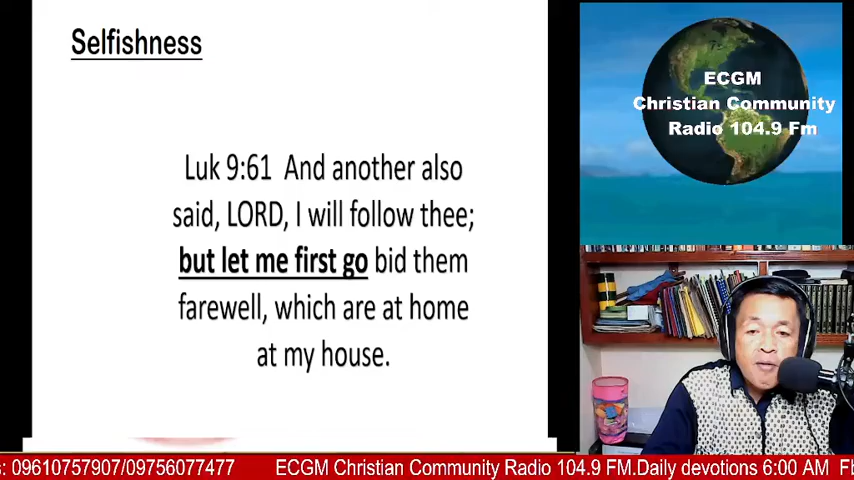 Selfishness
Luk 9:61 And another also
said, LORD, I will follow thee;
but let me first go bid them
farewell, which are at home
at my house.
ECGM
Christian Community
Radio 104.9 Fm
: 09610757907/09756077477 ECGM Christian Community Radio 104.9 FM.Daily devotions 6:00 AM